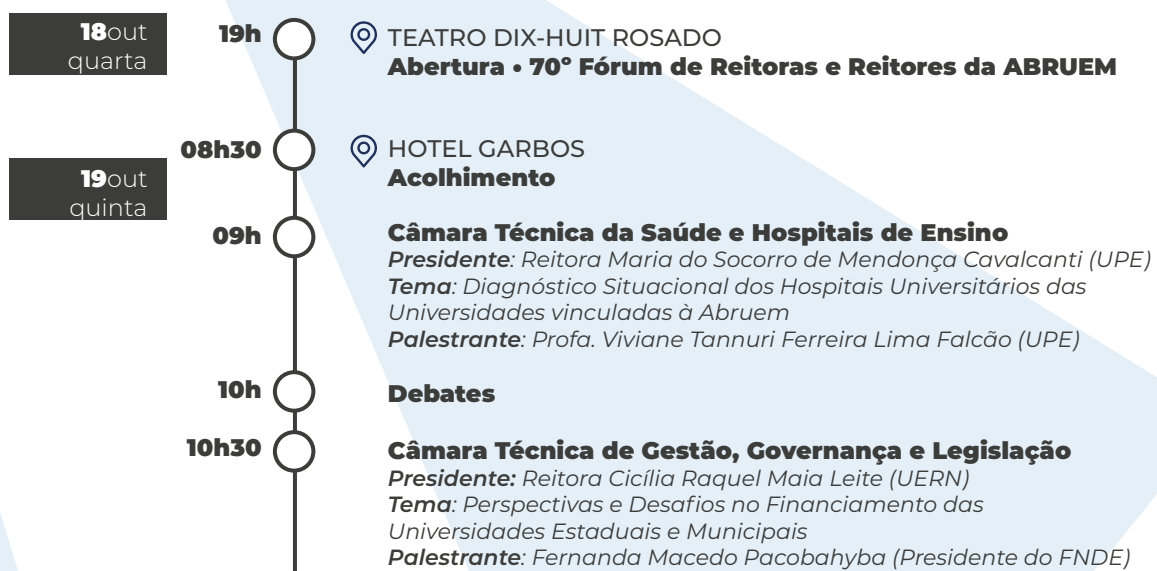 18out
quarta
19h
TEATRO DIX-HUIT ROSADO
Abertura • 70º Fórum de Reitoras e Reitores da ABRUEM
19out
quinta
08h30
HOTEL GARBOS
Acolhimento
09h
Câmara Técnica da Saúde e Hospitais de Ensino
Presidente: Reitora Maria do Socorro de Mendonça Cavalcanti (UPE)
Tema: Diagnóstico Situacional dos Hospitais Universitários das
Universidades vinculadas à Abruem
Palestrante: Profa. Viviane Tannuri Ferreira Lima Falcão (UPE)
10h
Debates
10h30
Câmara Técnica de Gestão, Governança e Legislação
Presidente: Reitora Cicília Raquel Maia Leite (UERN)
Tema: Perspectivas e Desafios no Financiamento das
Universidades Estaduais e Municipais
Palestrante: Fernanda Macedo Pacobahyba (Presidente do FNDE)